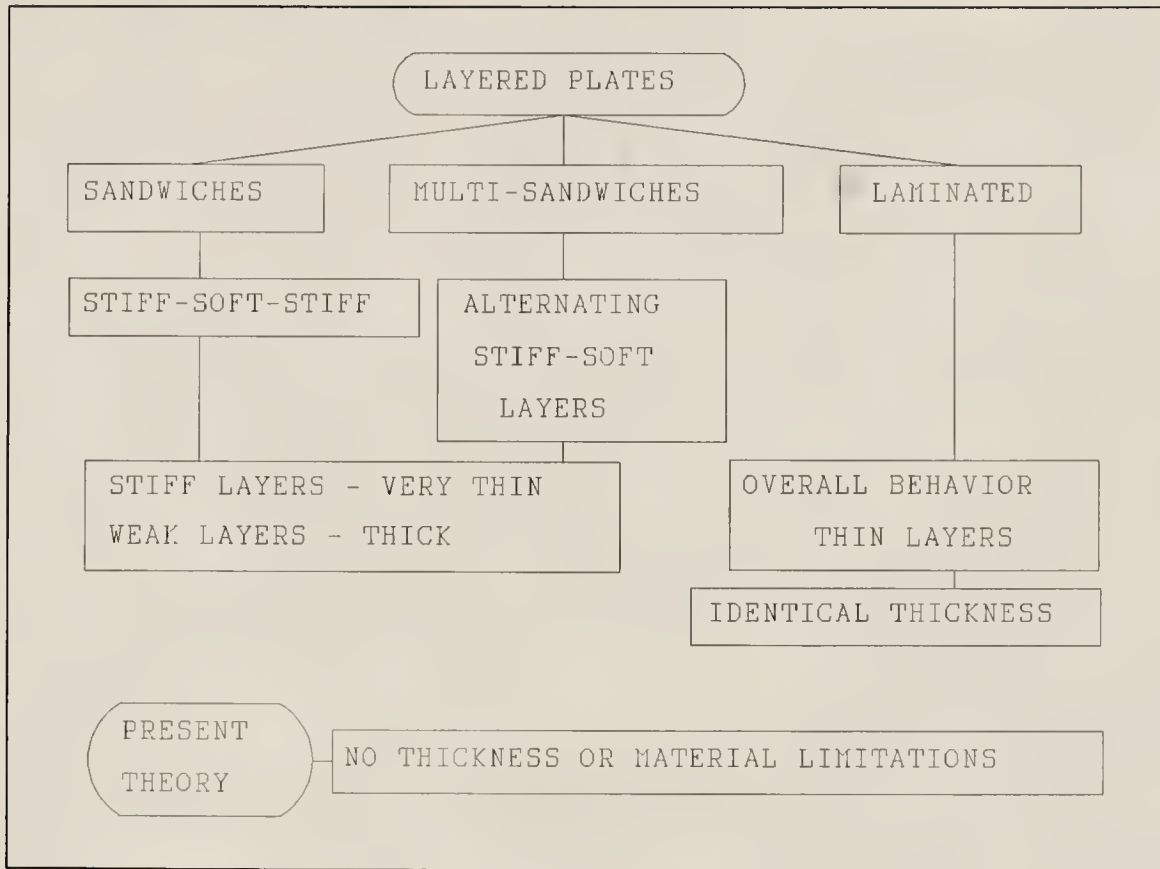 LAYERED PLATES
SANDWICHES
MULTI-SANDWICHES
LAMINATED
STIFF-SOFT-STIFF
ALTERNATING
STIFF-SOFT
LAYERS
STIFF LAYERS - VERY THIN
WEAK LAYERS - THICK
OVERALL BEHAVIOR
THIN LAYERS
IDENTICAL THICKNESS
PRESENT
THEORY
NO THICKNESS OR MATERIAL LIMITATIONS